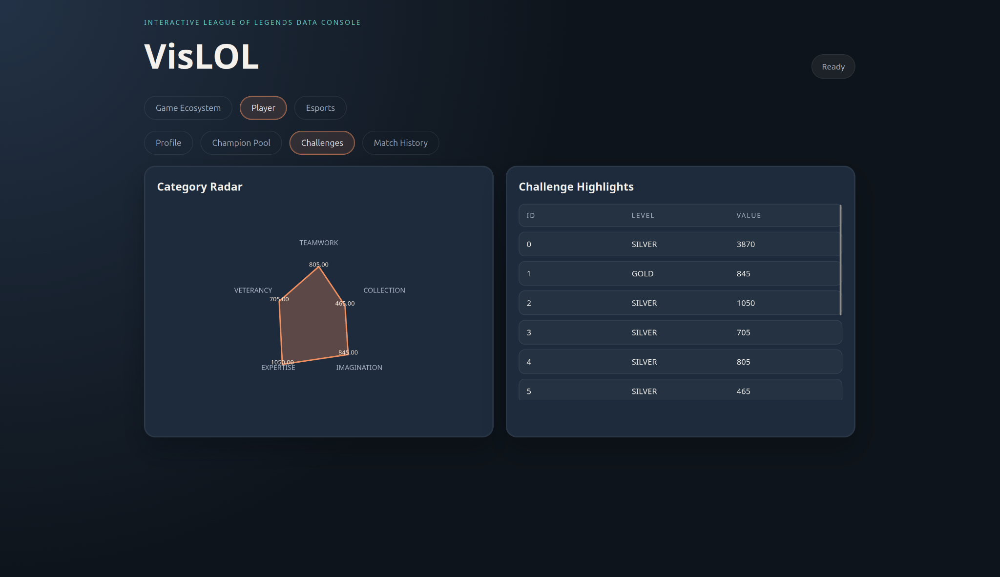 INTERACTIVE LEAGUE OF LEGENDS DATA CONSOLE
VisLOL
Ready
Game Ecosystem Player Esports
Profile Champion Pool Challenges Match History
Category Radar
TEAMWORK
805.00
VETERANCY
COLLECTION
705.00
465.00
845.00
1050.00
EXPERTISE
IMAGINATION
Challenge Highlights
ID LEVEL VALUE
0 SILVER 3870
1 GOLD 845
2 SILVER 1050
3 SILVER 705
4 SILVER 805
5 SILVER 465